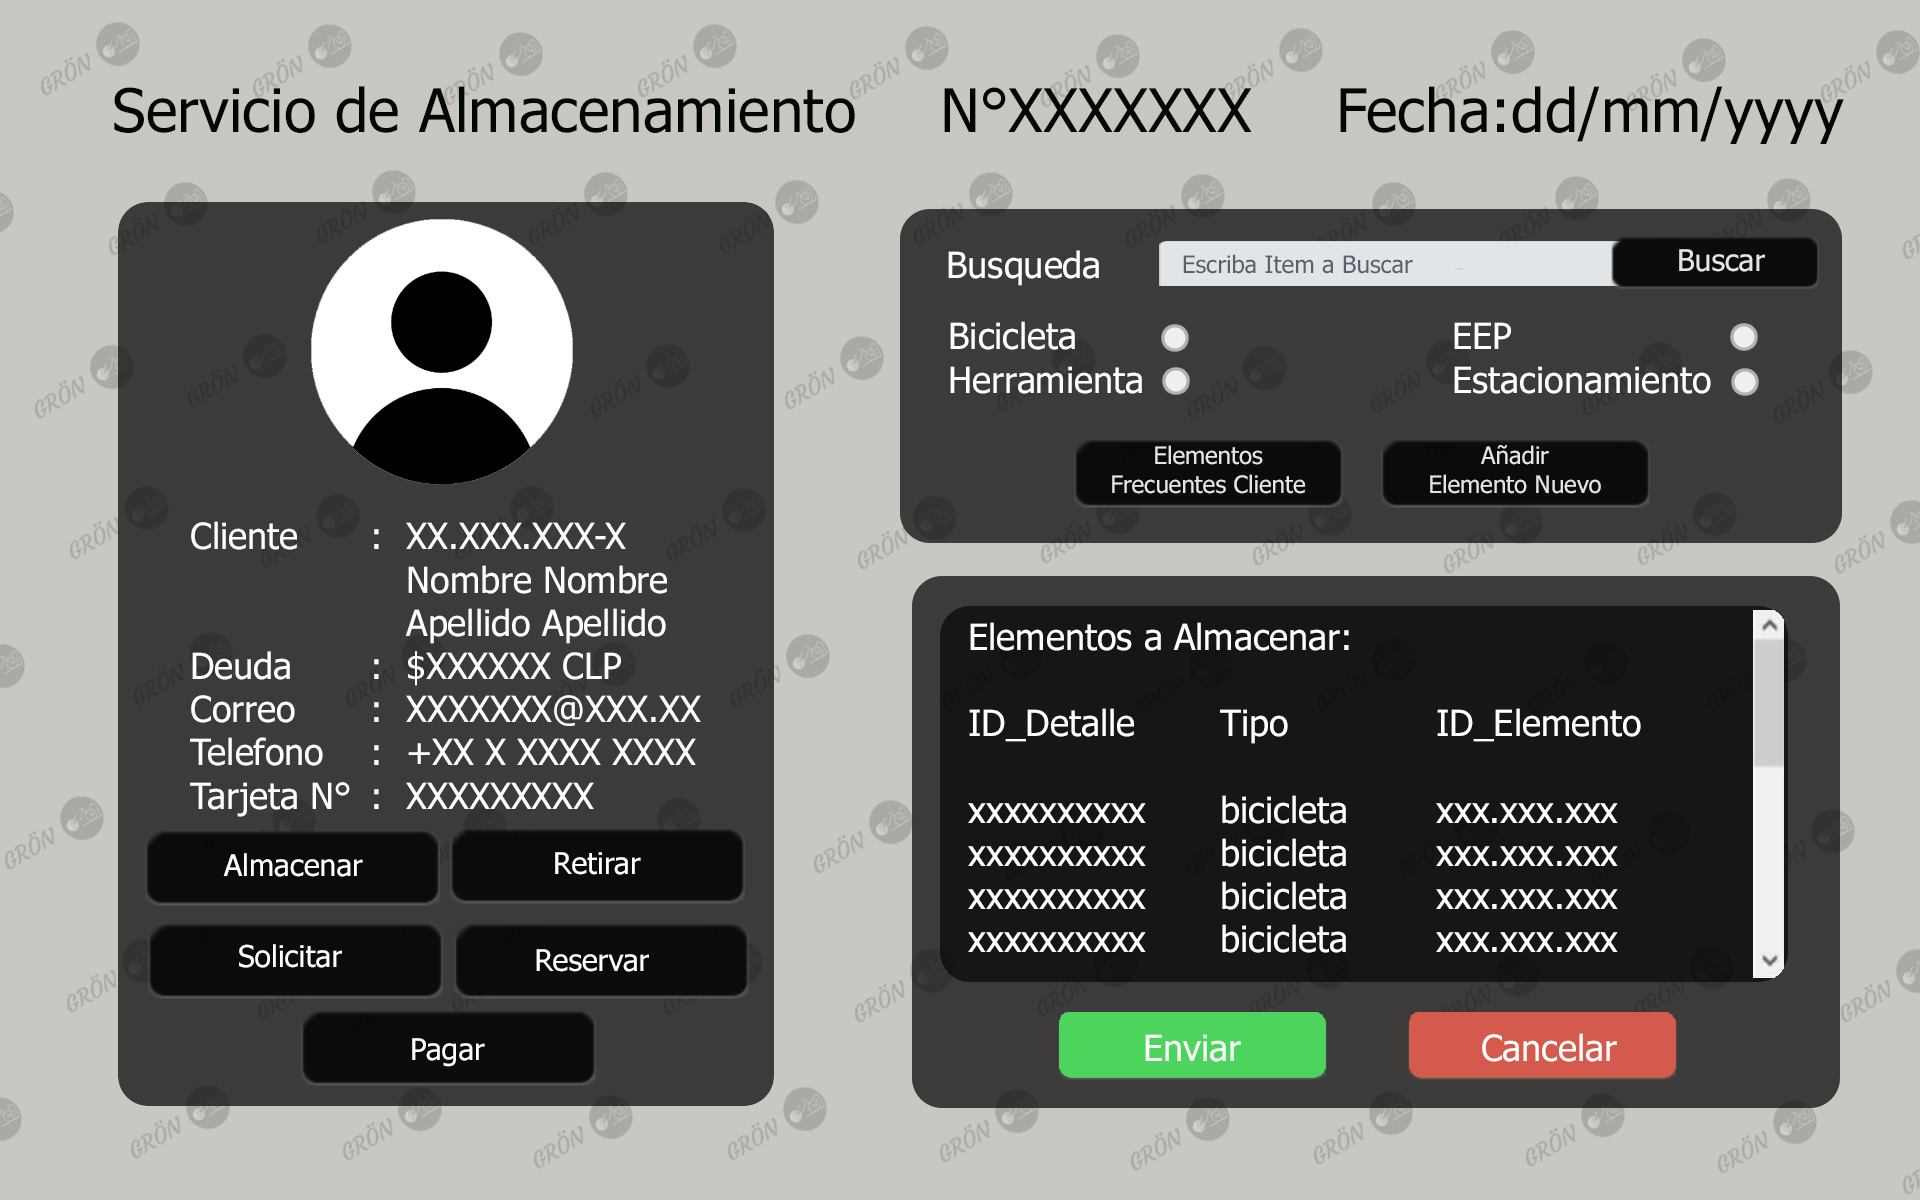 Servicio de Almacenamiento N°XXXXXXX Fecha:dd/mm/yyyy
Cliente : XX.XXX.XXX-X
Nombre Nombre
Apellido Apellido
Deuda : $XXXXXX CLP
Correo : XXXXXXX@XXX.XX
Telefono : +XX X XXXX XXXX
Tarjeta N° : XXXXXXXXX
Almacenar Retirar
Solicitar Reservar
Pagar
Busqueda Escriba Item a Buscar Buscar
Bicicleta EEP
Herramienta Estacionamiento
Elementos
Frecuentes Cliente
Añadir
Elemento Nuevo
Elementos a Almacenar:
ID_Detalle Tipo ID_Elemento
xxxxxxxxxx bicicleta xxx.xxx.xxx
xxxxxxxxxx bicicleta xxx.xxx.xxx
xxxxxxxxxx bicicleta xxx.xxx.xxx
xxxxxxxxxx bicicleta xxx.xxx.xxx
Enviar Cancelar
GRÖN